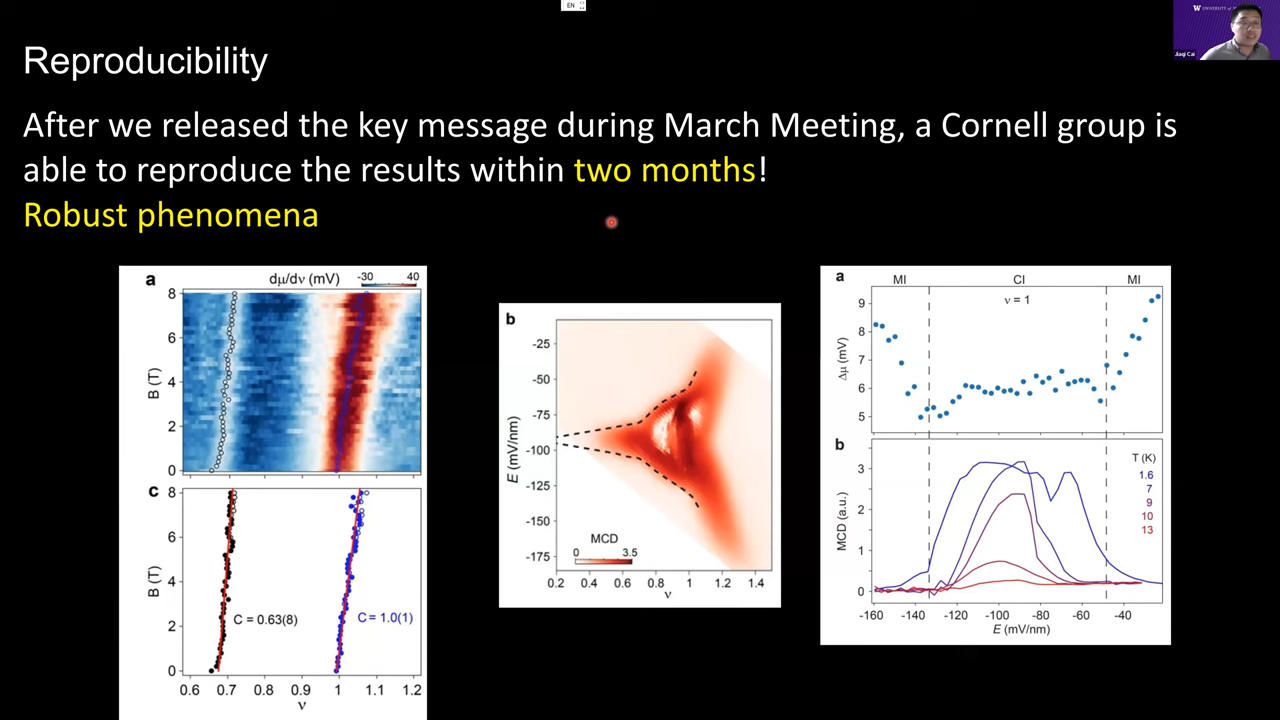 EN
UNIVERSITY of
Jiaqi Cai
Reproducibility
After we released the key message during March Meeting, a Cornell group is
able to reproduce the results within two months!
Robust phenomena
a
dμ/dν (mV)
-30
40
8
6
4
2
0
B (T)
c
8
6
4
2
0
B (T)
C = 0.63(8)
C = 1.0(1)
0.6 0.7 0.8 0.9 1 1.1 1.2
ν
b
-25
-50
-75
-100
-125
-150
-175
E (mV/nm)
MCD
0 3.5
0.2 0.4 0.6 0.8 1.0 1.2 1.4
ν
a
MI CI MI
ν = 1
9
8
7
6
5
Δμ (mV)
b
3
2
1
0
MCD (a.u.)
T (K)
1.6
7
9
10
13
-160 -140 -120 -100 -80 -60 -40
E (mV/nm)